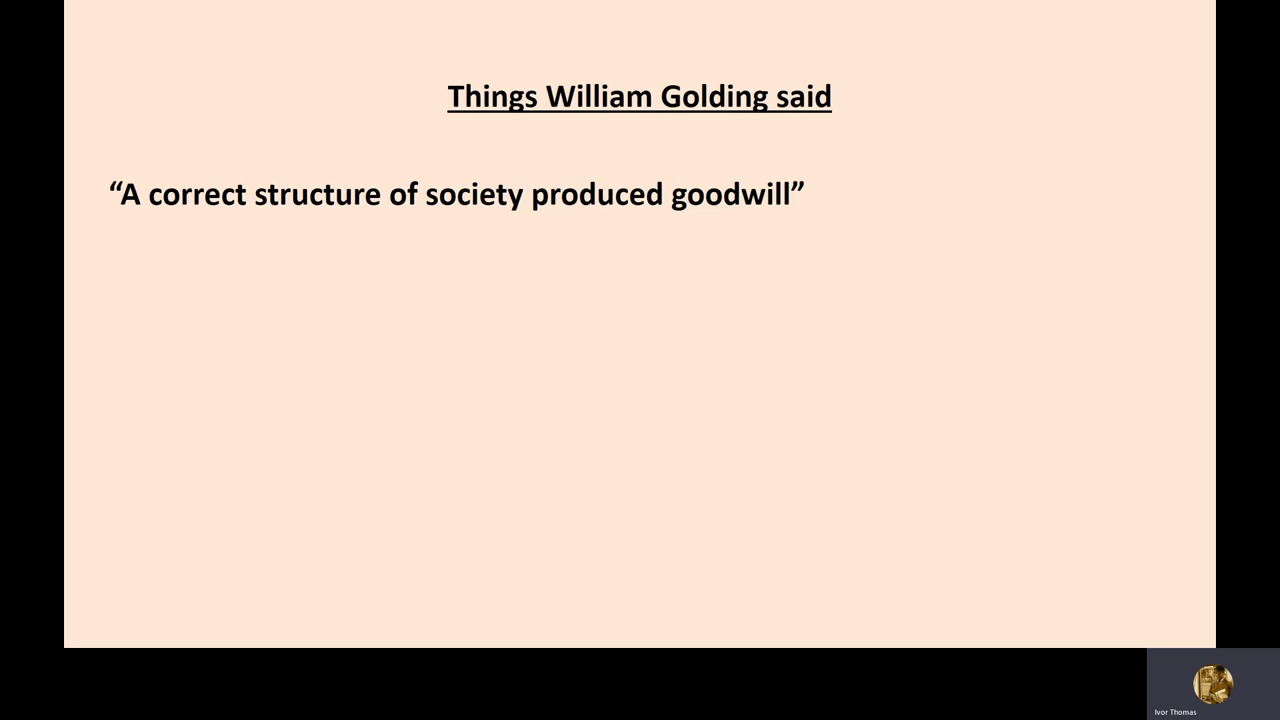 Things William Golding said
“A correct structure of society produced goodwill”
Ivor Thomas